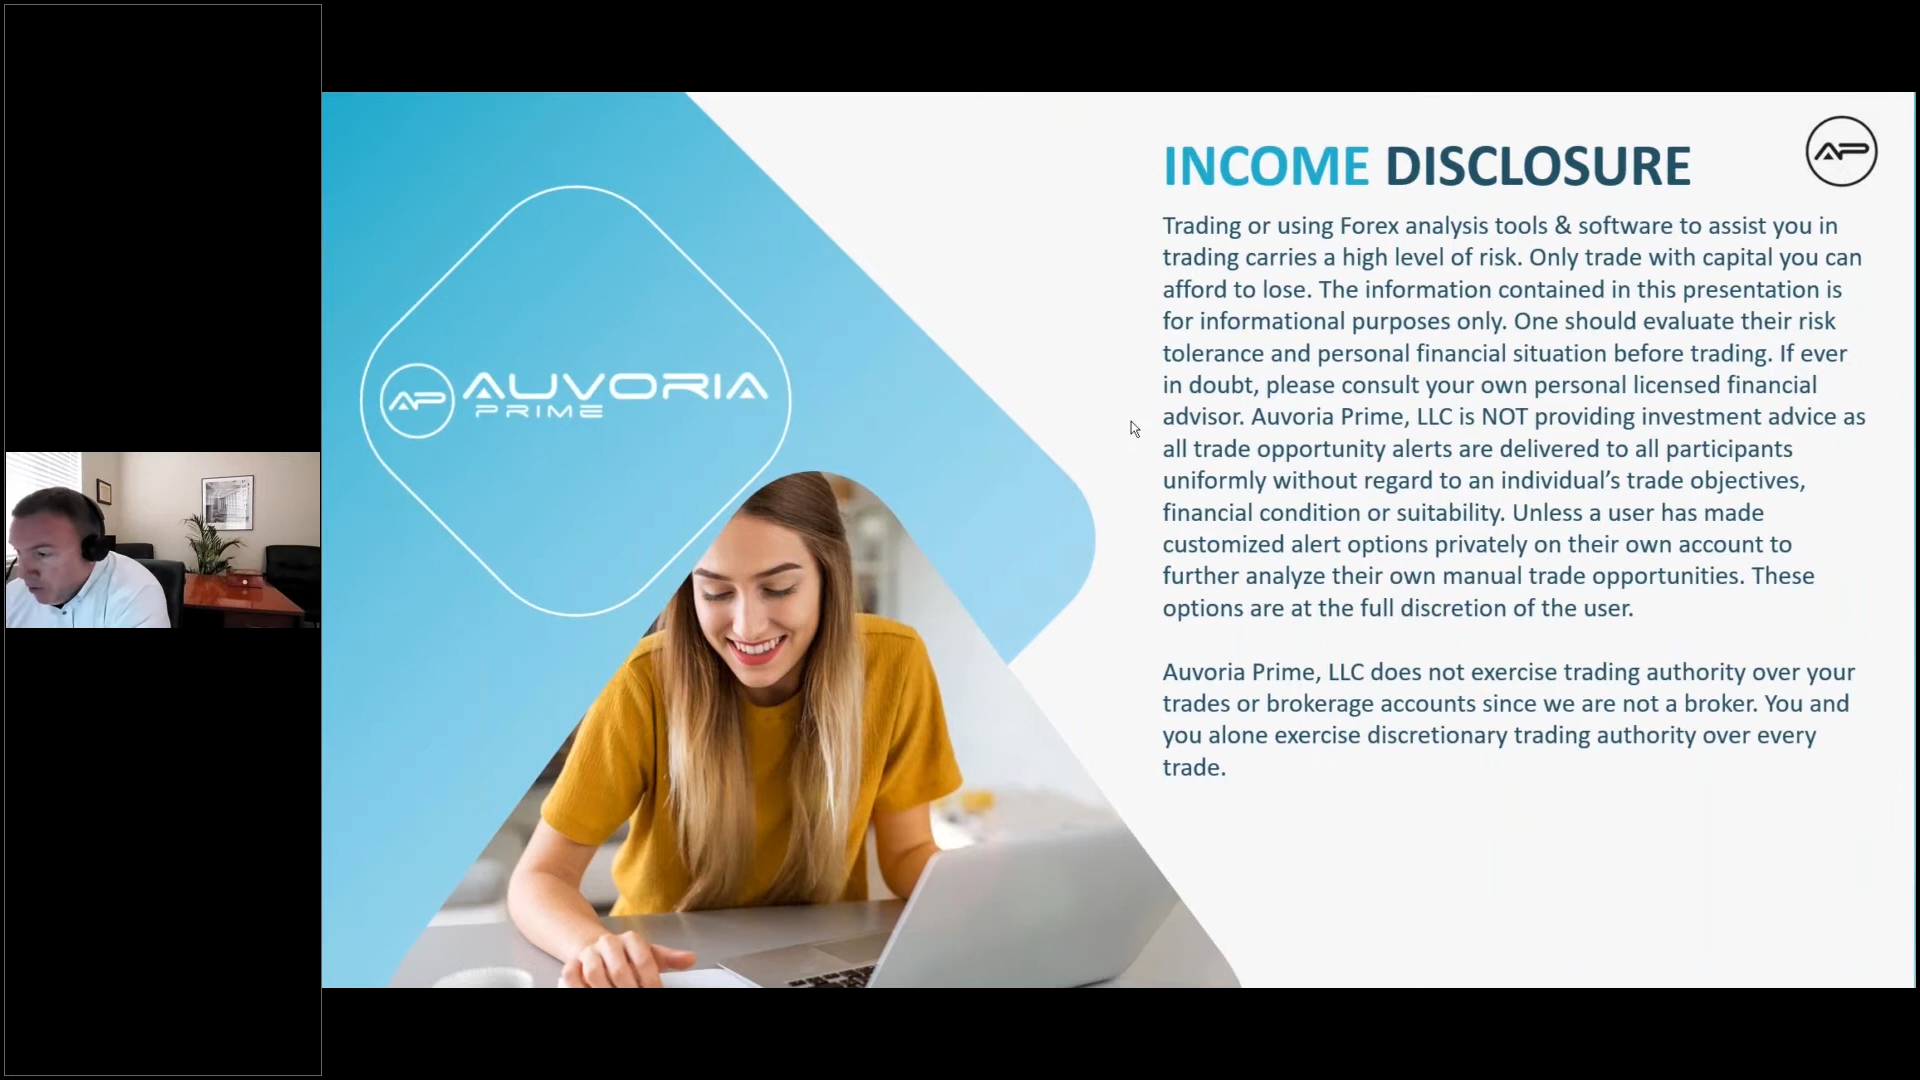 AP
AUVORIA
PRIME
AP
INCOME DISCLOSURE
Trading or using Forex analysis tools & software to assist you in
trading carries a high level of risk. Only trade with capital you can
afford to lose. The information contained in this presentation is
for informational purposes only. One should evaluate their risk
tolerance and personal financial situation before trading. If ever
in doubt, please consult your own personal licensed financial
advisor. Auvoria Prime, LLC is NOT providing investment advice as
all trade opportunity alerts are delivered to all participants
uniformly without regard to an individual’s trade objectives,
financial condition or suitability. Unless a user has made
customized alert options privately on their own account to
further analyze their own manual trade opportunities. These
options are at the full discretion of the user.
Auvoria Prime, LLC does not exercise trading authority over your
trades or brokerage accounts since we are not a broker. You and
you alone exercise discretionary trading authority over every
trade.